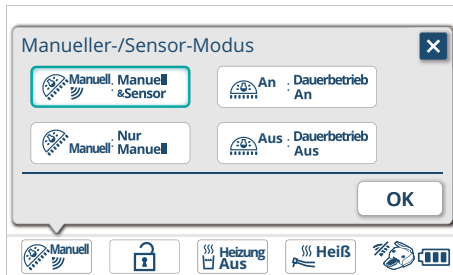 Manueller-/Sensor-Modus
Manuell : Manuell
&Sensor
An : Dauerbetrieb
An
Manuell : Nur
Manuell
Aus : Dauerbetrieb
Aus
OK
Manuell
Heizung
Aus
Heiß